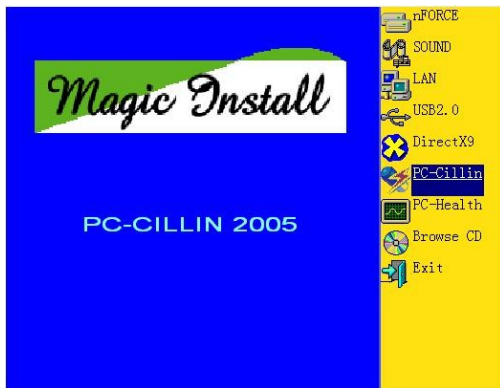 Magic Install
PC-CILLIN 2005
nFORCE
SOUND
LAN
USB2.0
DirectX9
PC-Cillin
PC-Health
Browse CD
Exit